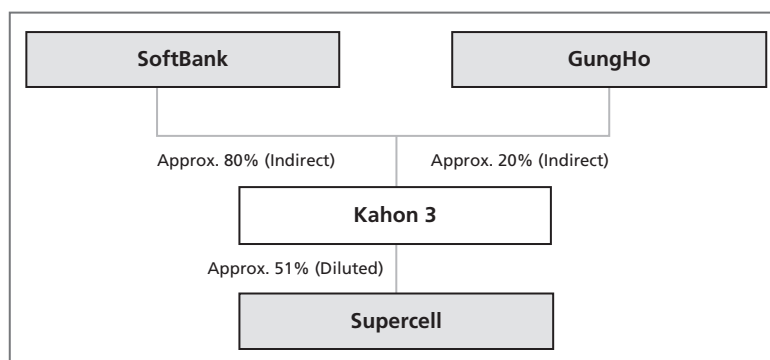 SoftBank
GungHo
Approx. 80% (Indirect)
Approx. 20% (Indirect)
Kahon 3
Approx. 51% (Diluted)
Supercell